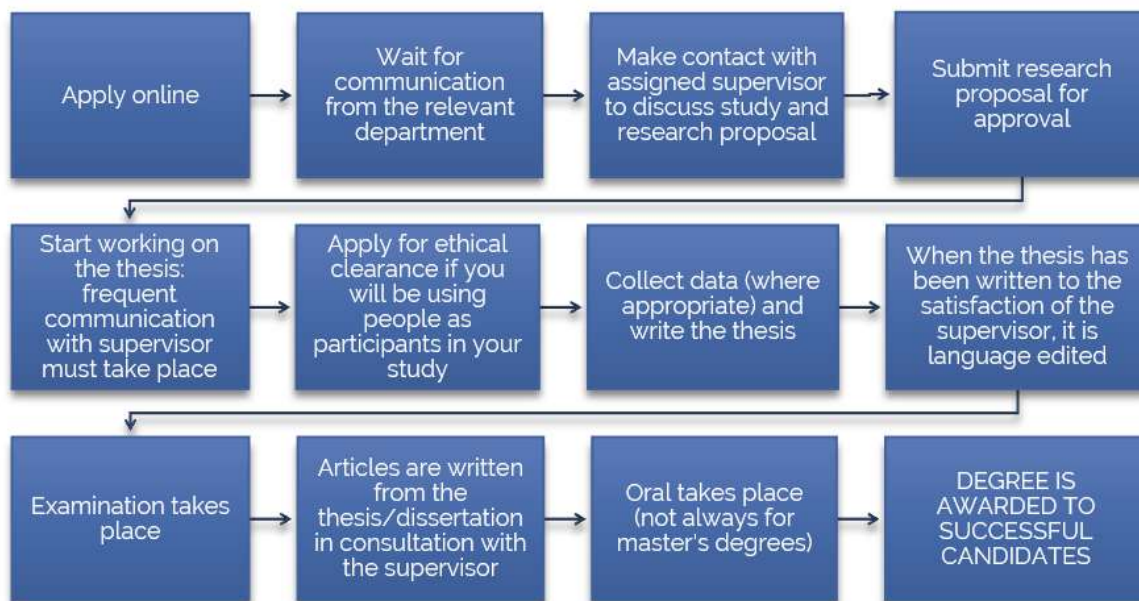 Apply online
Wait for
communication
from the relevant
department
Make contact with
assigned supervisor
to discuss study and
research proposal
Submit research
proposal for
approval
Start working on
the thesis:
frequent
communication
with supervisor
must take place
Apply for ethical
clearance if you
will be using
people as
participants in your
study
Collect data (where
appropriate) and
write the thesis
When the thesis has
been written to the
satisfaction of the
supervisor, it is
language edited
Examination takes
place
Articles are written
from the
thesis/dissertation
in consultation with
the supervisor
Oral takes place
(not always for
master's degrees)
DEGREE IS
AWARDED TO
SUCCESSFUL
CANDIDATES